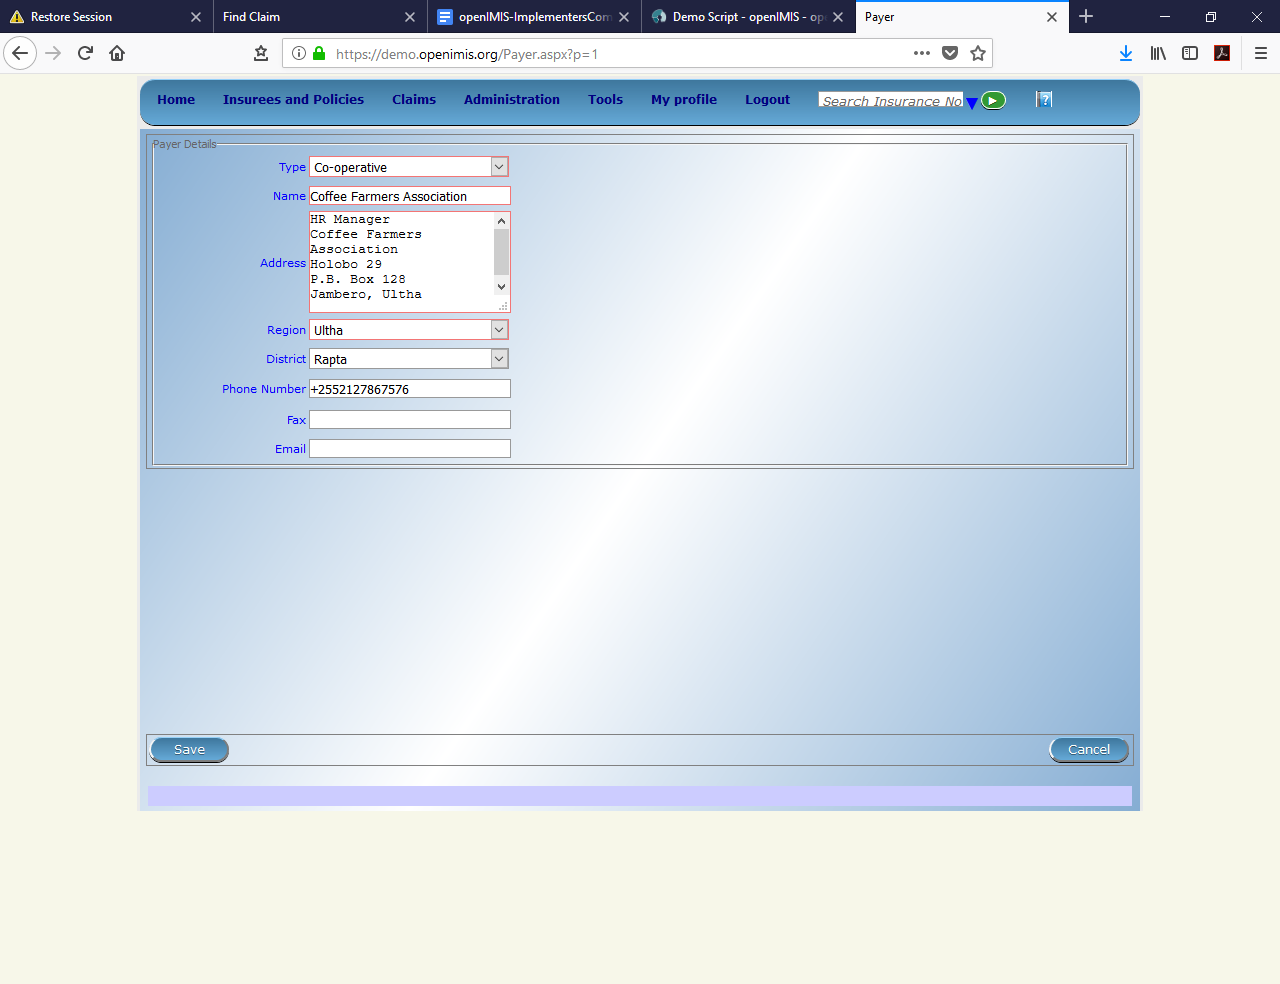 Restore Session
Find Claim
openIMIS-ImplementersCom
Demo Script - openIMIS - op
Payer
https://demo.openimis.org/Payer.aspx?p=1
Home
Insurees and Policies
Claims
Administration
Tools
My profile
Logout
Search Insurance No
Payer Details
Type
Co-operative
Name
Coffee Farmers Association
Address
HR Manager
Coffee Farmers
Association
Holobo 29
P.B. Box 128
Jambero, Ultha
Region
Ultha
District
Rapta
Phone Number
+2552127867576
Fax
Email
Save
Cancel